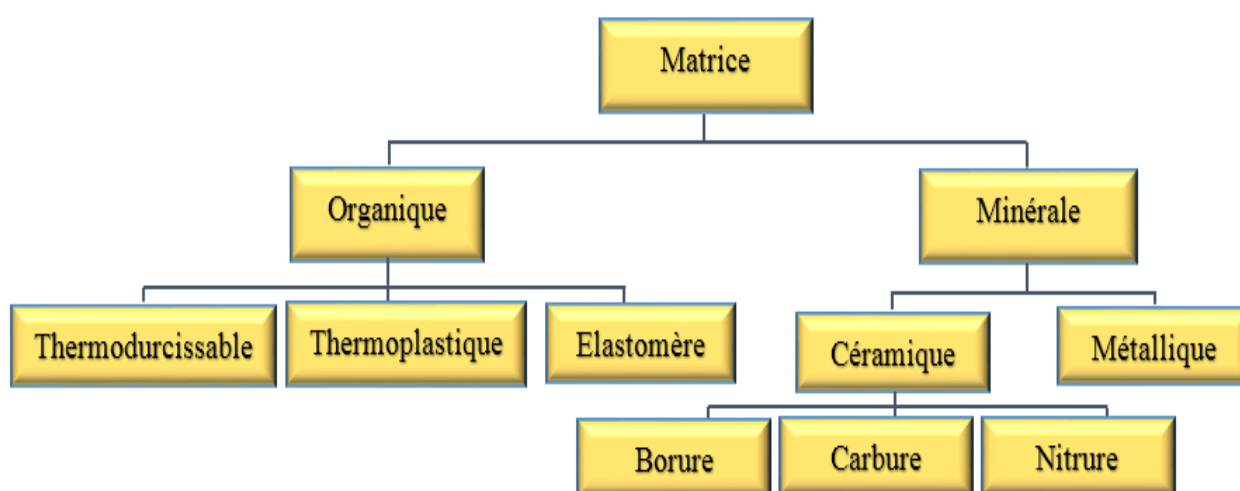 Matrice
Organique
Minérale
Thermodurcissable
Thermoplastique
Elastomère
Céramique
Métallique
Borure
Carbure
Nitrure